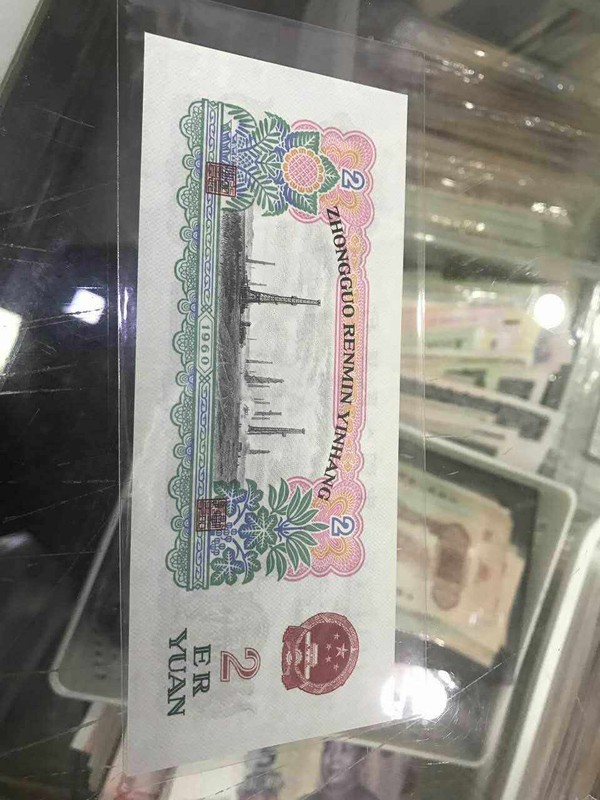 ZHONGGUO RENMIN YINHANG
2
2
1960
2
ER
YUAN